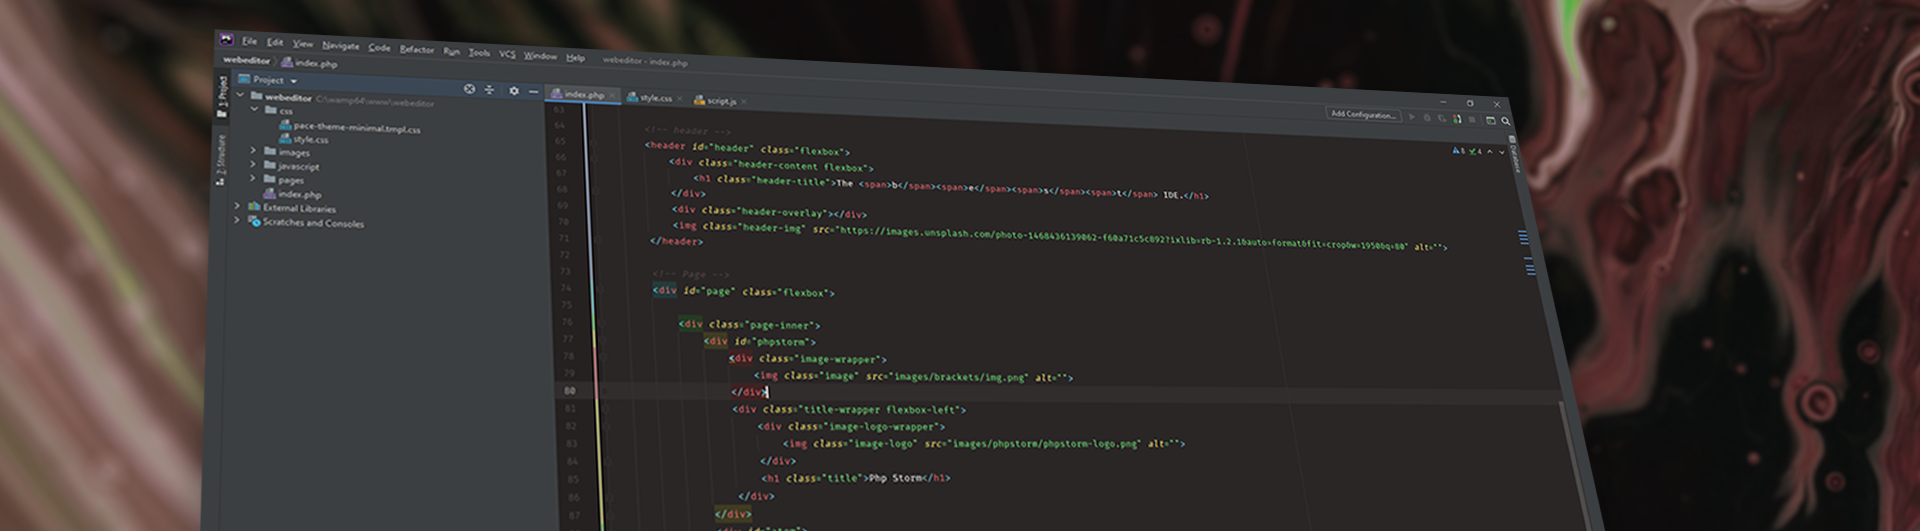 File Edit View Navigate Code Refactor Run Tools VCS Window Help webeditor - index.php
webeditor index.php
Add Configuration...
1: Project
Z: Structure
Database
Project
webeditor C:\wamp64\www\webeditor
css
pace-theme-minimal.tmpl.css
style.css
images
javascript
pages
index.php
External Libraries
Scratches and Consoles
index.php style.css script.js
8 4
63
64 <!-- header -->
65 <header id="header" class="flexbox">
66 <div class="header-content flexbox">
67 <h1 class="header-title">The <span>b</span><span>e</span><span>s</span><span>t</span> IDE.</h1>
68 </div>
69 <div class="header-overlay"></div>
70 <img class="header-img" src="https://images.unsplash.com/photo-1468436139062-f60a71c5c892?ixlib=rb-1.2.1&auto=format&fit=crop&w=1950&q=80" alt="">
71 </header>
72
73 <!-- Page -->
74 <div id="page" class="flexbox">
75
76 <div class="page-inner">
77 <div id="phpstorm">
78 <div class="image-wrapper">
79 <img class="image" src="images/brackets/img.png" alt="">
80 </div>
81 <div class="title-wrapper flexbox-left">
82 <div class="image-logo-wrapper">
83 <img class="image-logo" src="images/phpstorm/phpstorm-logo.png" alt="">
84 </div>
85 <h1 class="title">Php Storm</h1>
86 </div>
87 </div>